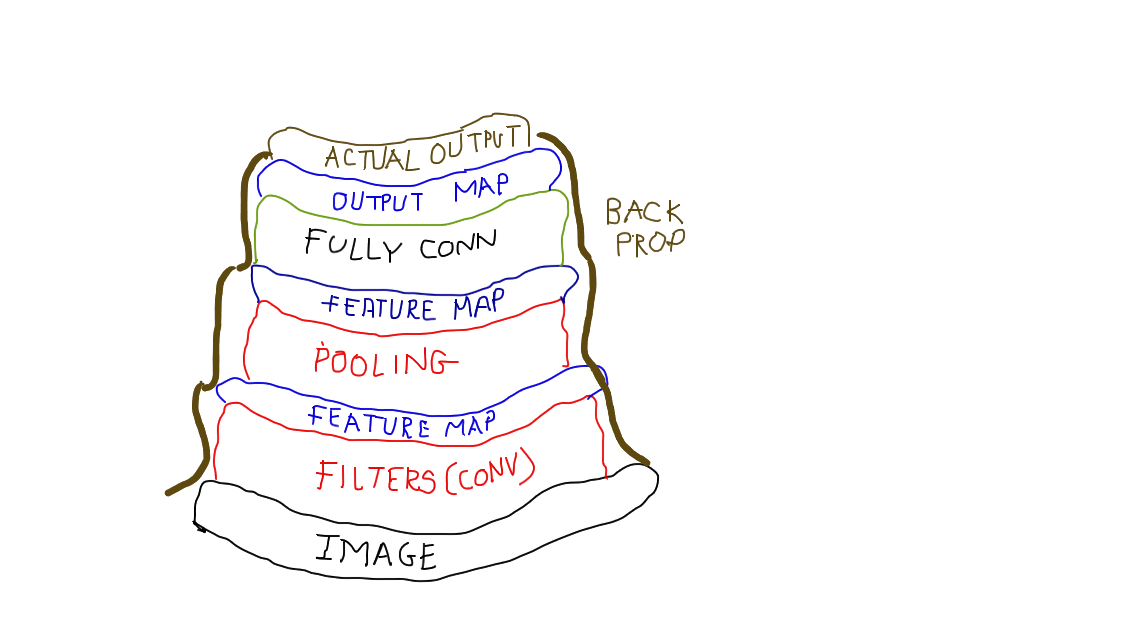 ACTUAL OUTPUT
OUTPUT MAP
BACK
PROP
FULLY CONN
FEATURE MAP
POOLING
FEATURE MAP
FILTERS (CONV)
IMAGE